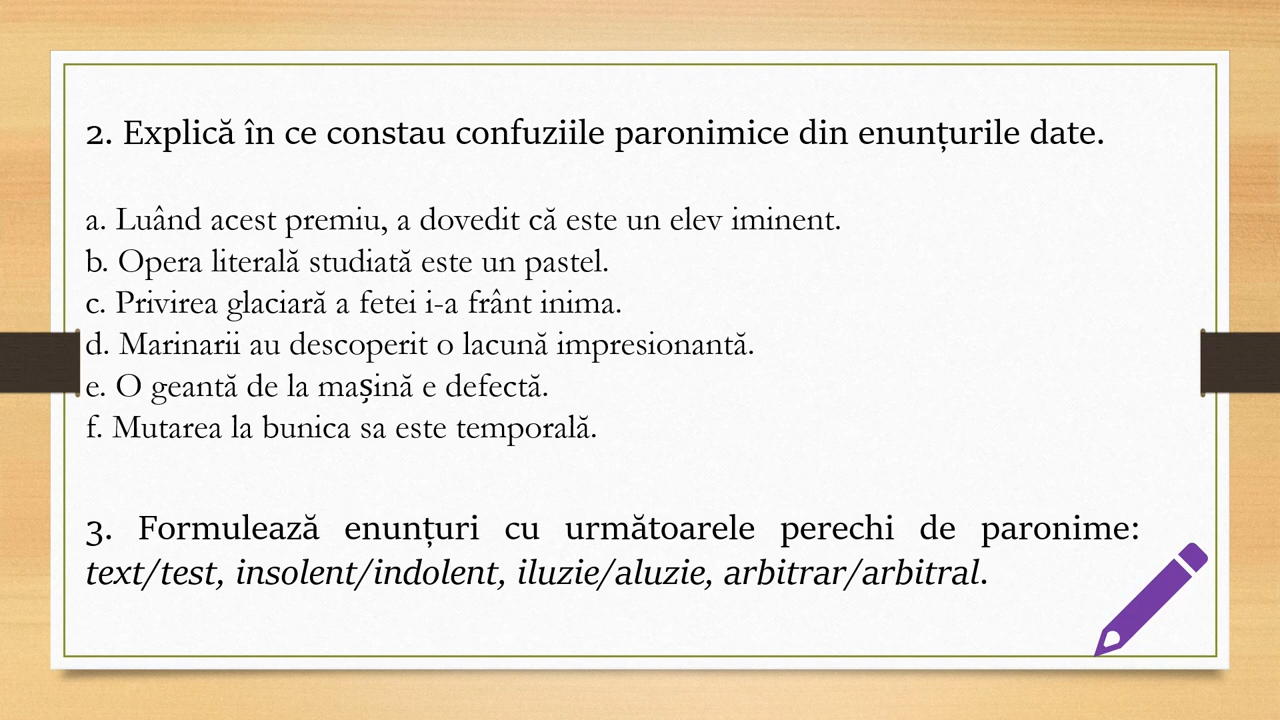 2. Explică în ce constau confuziile paronimice din enunțurile date.
a. Luând acest premiu, a dovedit că este un elev iminent.
b. Opera literală studiată este un pastel.
c. Privirea glaciară a fetei i-a frânt inima.
d. Marinarii au descoperit o lacună impresionantă.
e. O geantă de la mașină e defectă.
f. Mutarea la bunica sa este temporală.
3. Formulează enunțuri cu următoarele perechi de paronime:
text/test, insolent/indolent, iluzie/aluzie, arbitrar/arbitral.